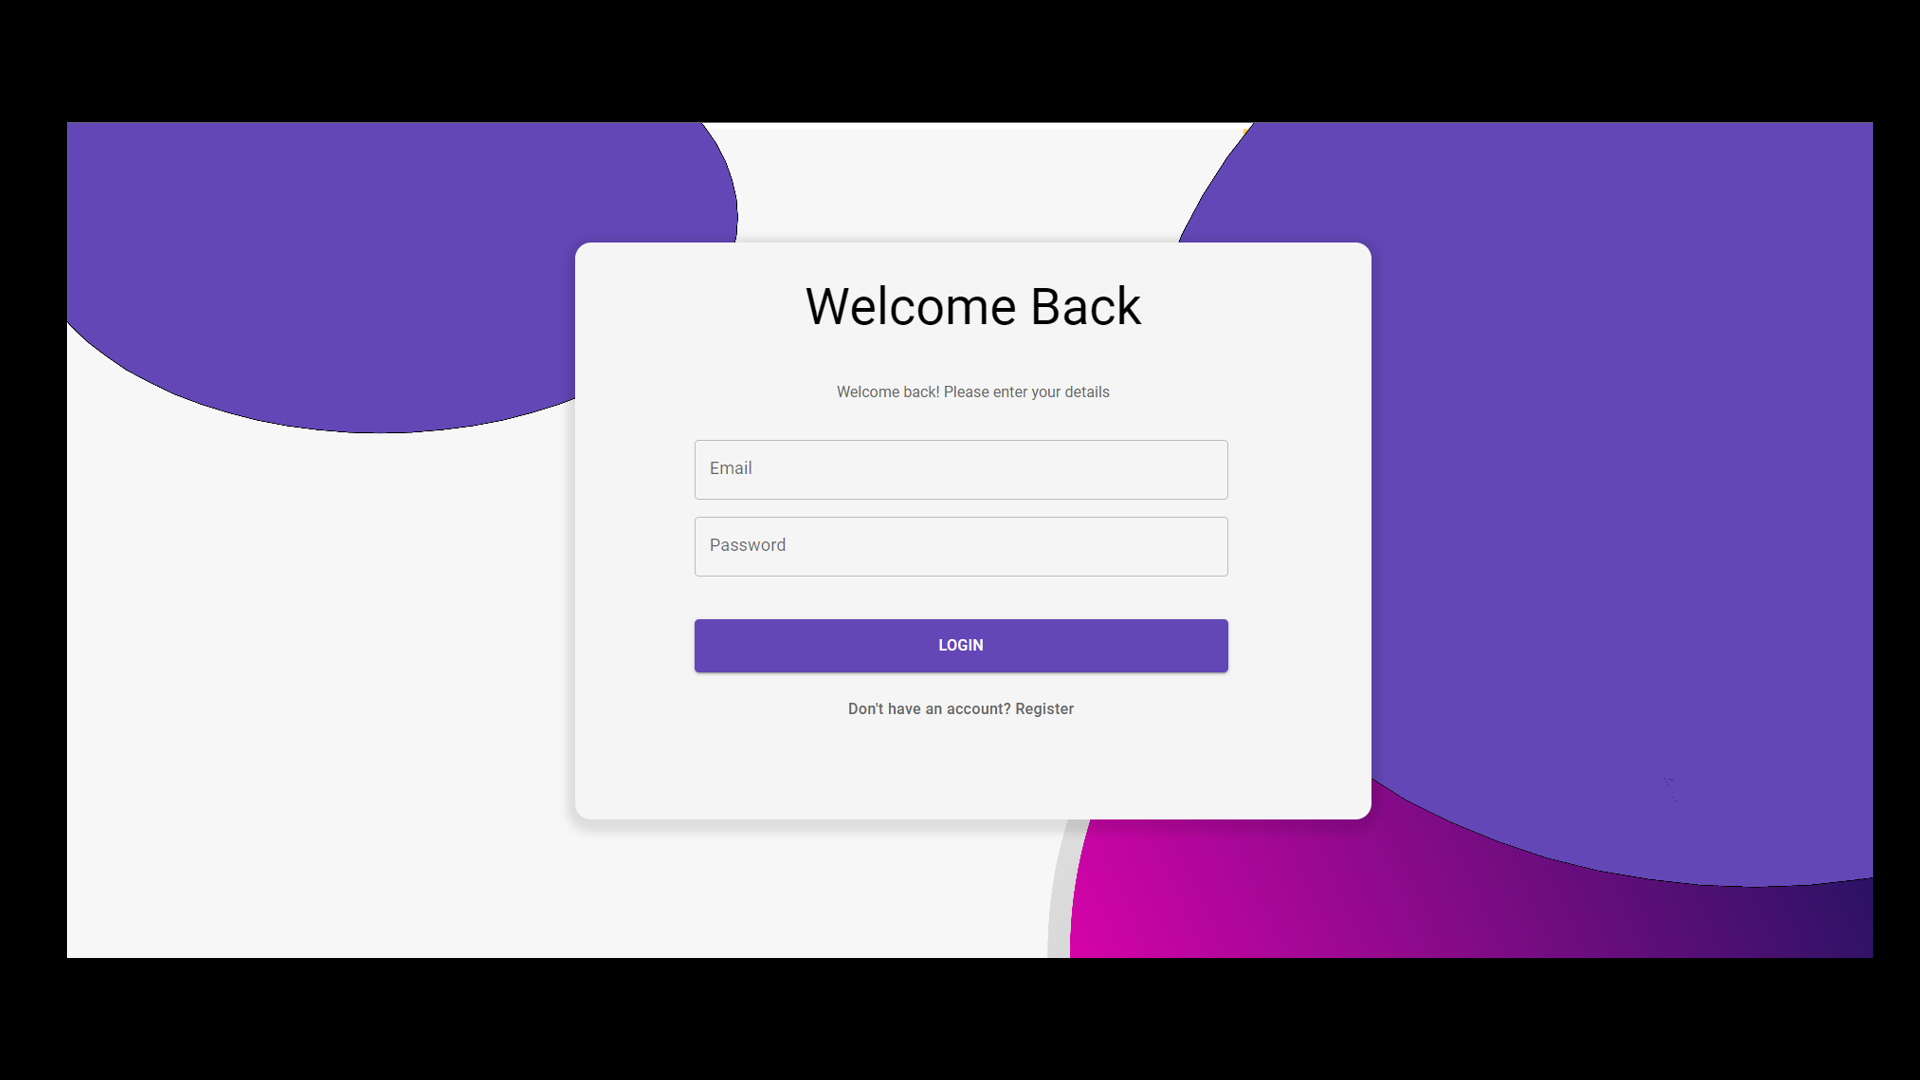 Welcome Back
Welcome back! Please enter your details
Email
Password
LOGIN
Don't have an account? Register